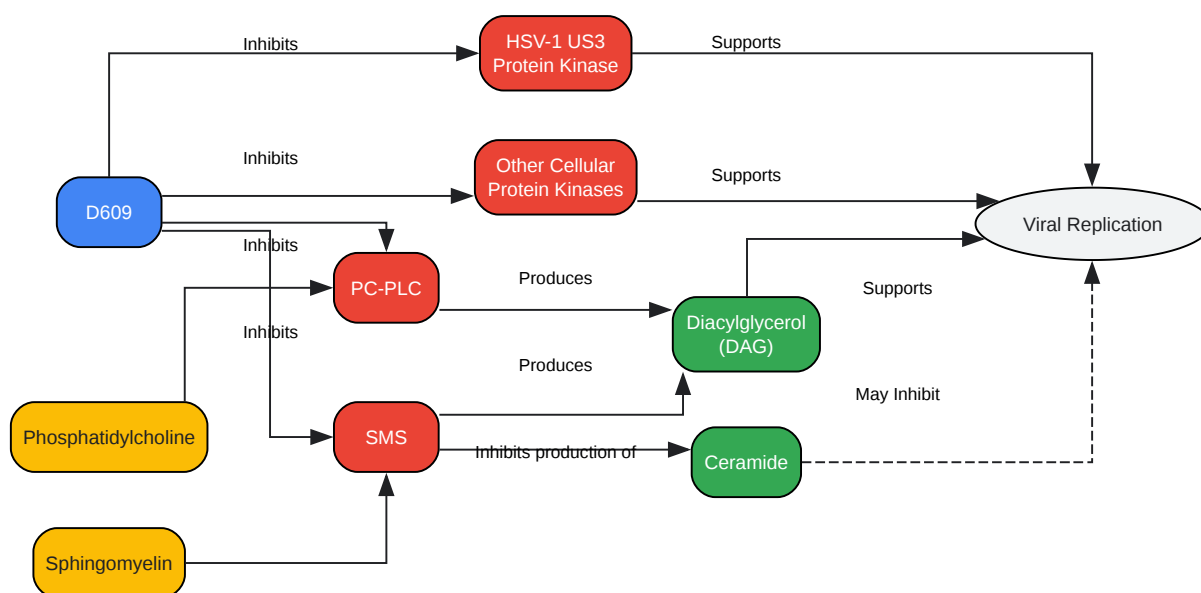 Inhibits
HSV-1 US3
Protein Kinase
Supports
Inhibits
Other Cellular
Protein Kinases
Supports
D609
Viral Replication
Inhibits
PC-PLC
Produces
Supports
Inhibits
Diacylglycerol
(DAG)
Produces
May Inhibit
Phosphatidylcholine
SMS
Inhibits production of
Ceramide
Sphingomyelin